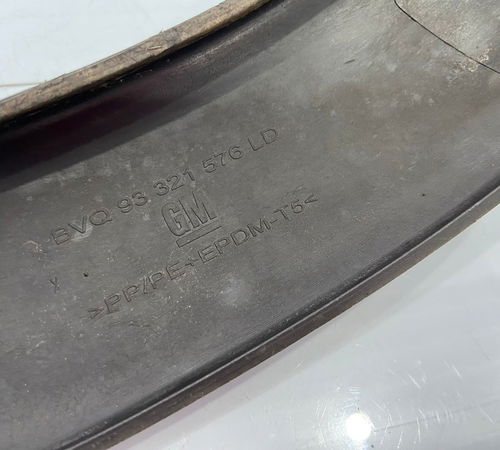 BVQ 93 321 576 LD
GM
>PP/PE+EPDM-T5<